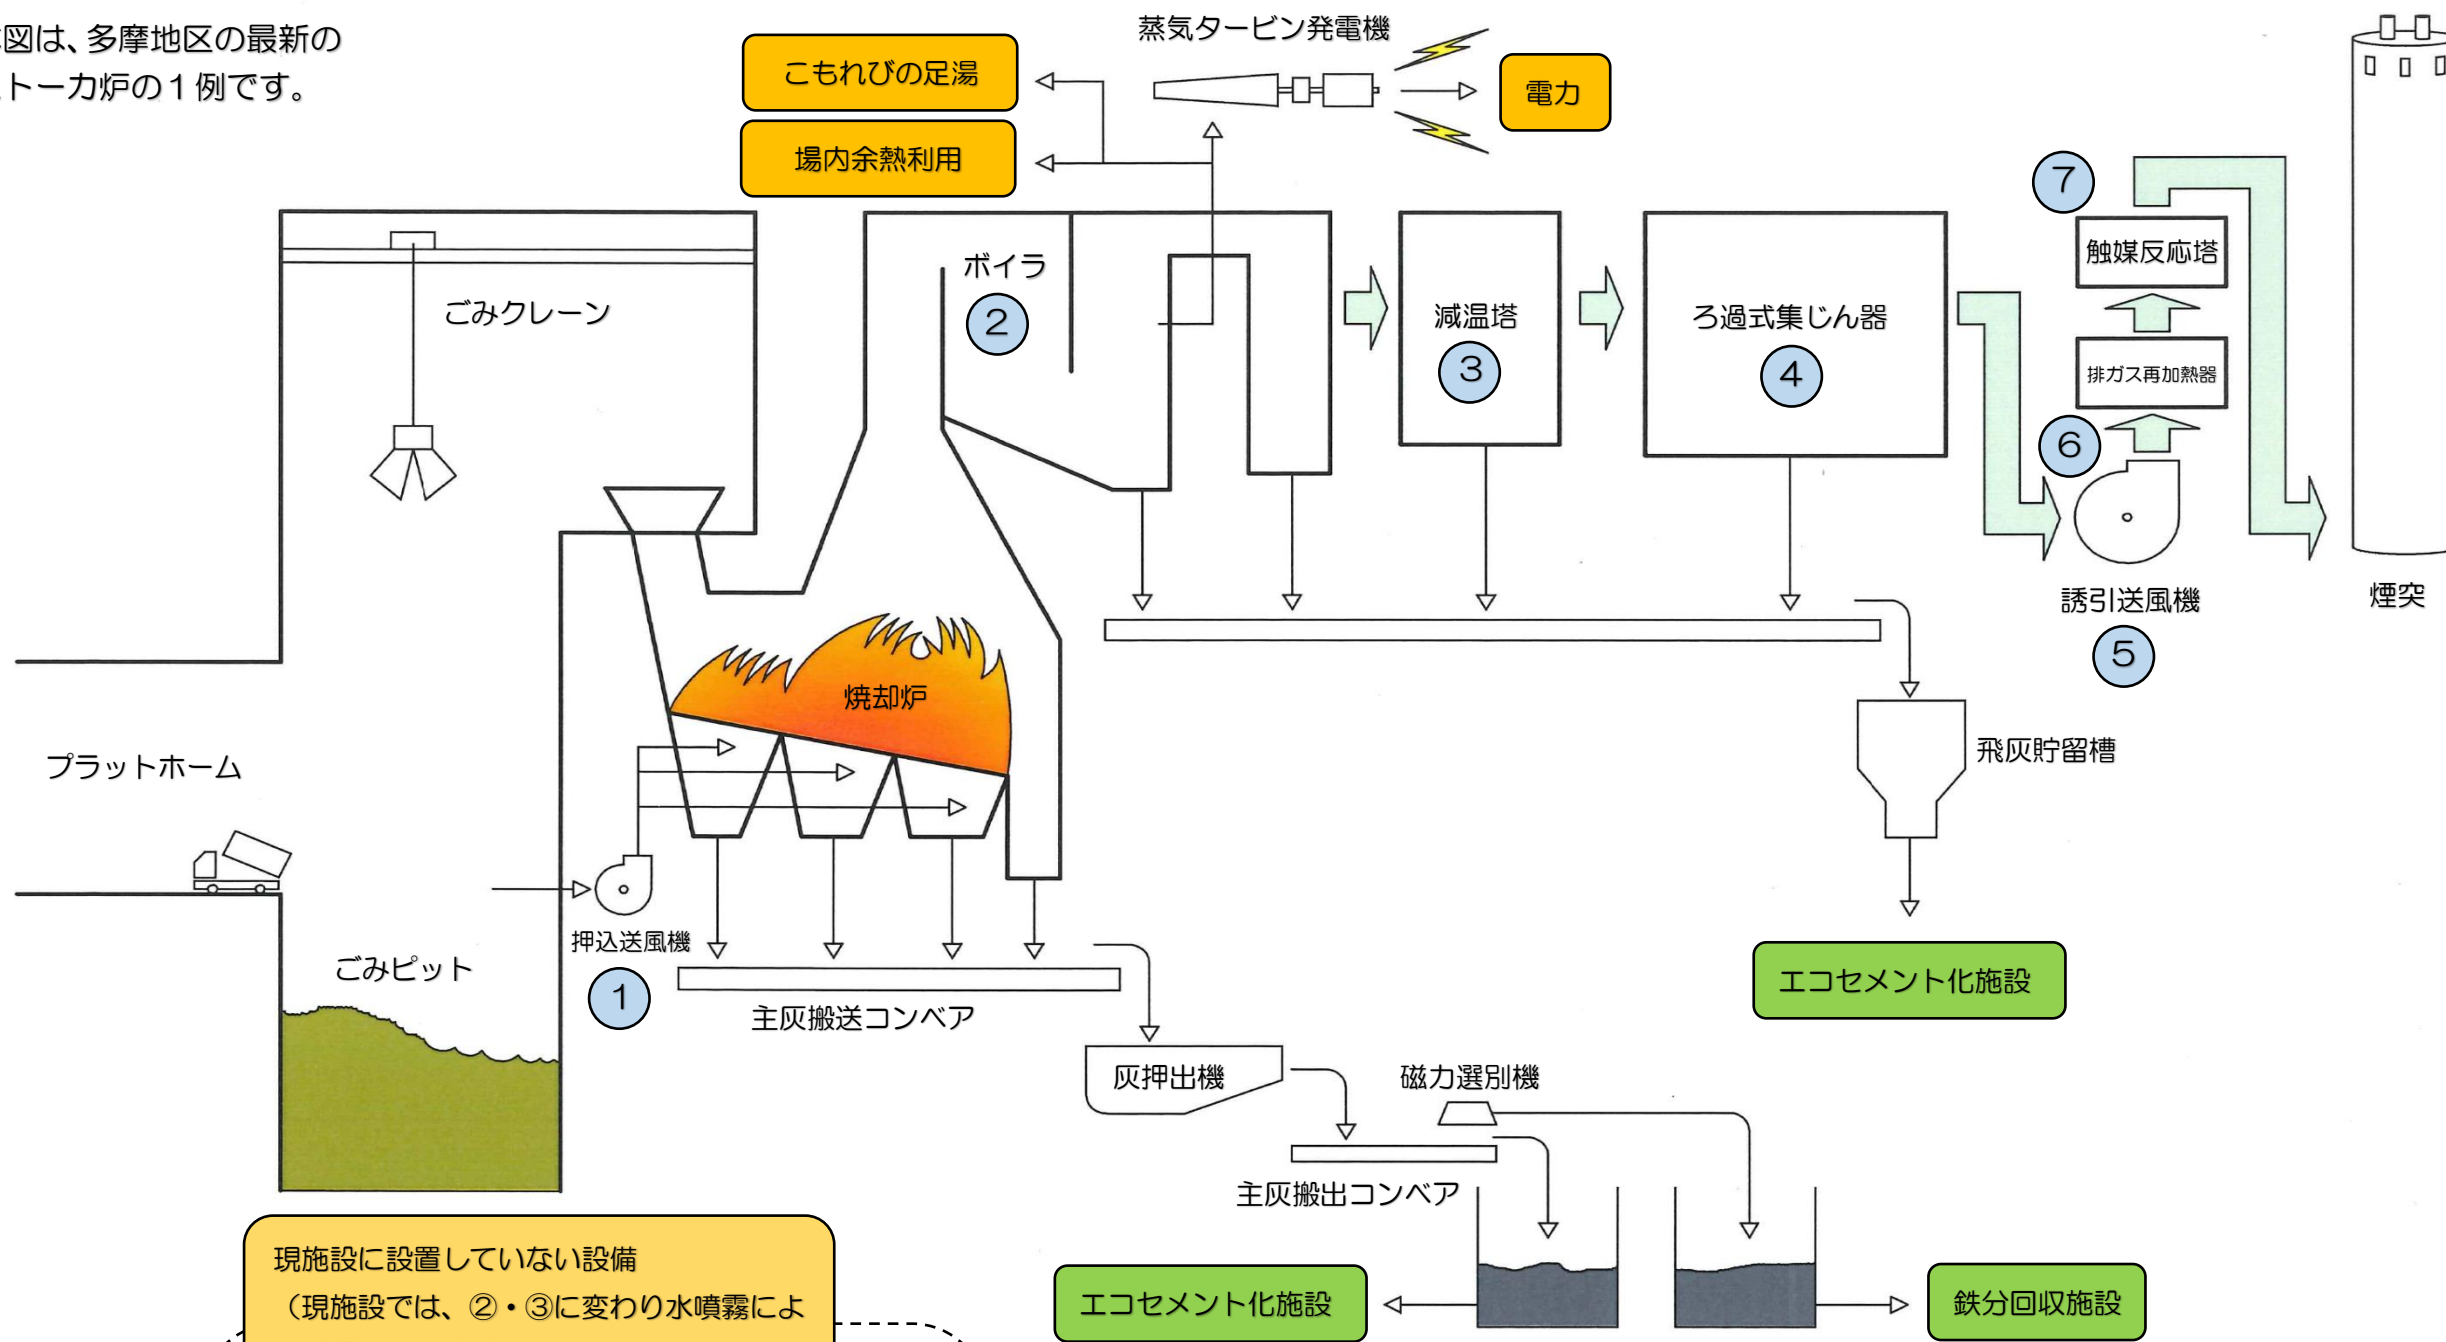 図は、多摩地区の最新の
トーカ炉の1例です。
蒸気タービン発電機
こもれびの足湯
電力
場内余熱利用
⑦
触媒反応塔
ボイラ
②
ごみクレーン
減温塔
③
ろ過式集じん器
④
排ガス再加熱器
⑥
誘引送風機
⑤
煙突
焼却炉
プラットホーム
飛灰貯留槽
押込送風機
①
ごみピット
主灰搬送コンベア
エコセメント化施設
灰押出機
磁力選別機
主灰搬出コンベア
現施設に設置していない設備
（現施設では、②・③に変わり水噴霧によ
エコセメント化施設
鉄分回収施設